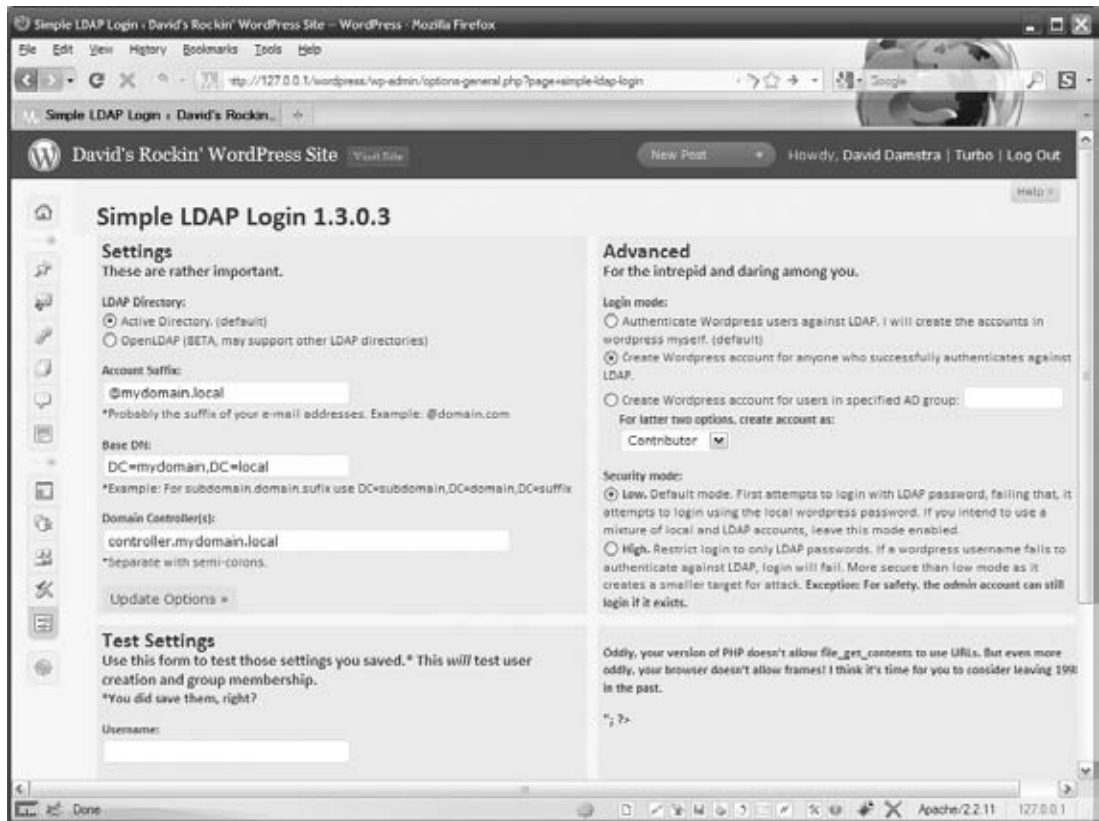 Simple LDAP Login ‹ David's Rockin' WordPress Site — WordPress - Mozilla Firefox
File Edit View History Bookmarks Tools Help
ttp://127.0.0.1/wordpress/wp-admin/options-general.php?page=simple-ldap-login
Google
Simple LDAP Login ‹ David's Rockin...
David's Rockin' WordPress Site Visit Site
New Post
Howdy, David Damstra | Turbo | Log Out
Help
Simple LDAP Login 1.3.0.3
Settings
These are rather important.
LDAP Directory:
Active Directory. (default)
OpenLDAP (BETA, may support other LDAP directories)
Account Suffix:
@mydomain.local
*Probably the suffix of your e-mail addresses. Example: @domain.com
Base DN:
DC=mydomain,DC=local
*Example: For subdomain.domain.sufix use DC=subdomain,DC=domain,DC=suffix
Domain Controller(s):
controller.mydomain.local
*Separate with semi-colons.
Update Options »
Advanced
For the intrepid and daring among you.
Login mode:
Authenticate Wordpress users against LDAP. I will create the accounts in
wordpress myself. (default)
Create Wordpress account for anyone who successfully authenticates against
LDAP.
Create Wordpress account for users in specified AD group:
For latter two options, create account as:
Contributor
Security mode:
Low. Default mode. First attempts to login with LDAP password, failing that, it
attempts to login using the local wordpress password. If you intend to use a
mixture of local and LDAP accounts, leave this mode enabled.
High. Restrict login to only LDAP passwords. If a wordpress username fails to
authenticate against LDAP, login will fail. More secure than low mode as it
creates a smaller target for attack. Exception: For safety, the admin account can still
login if it exists.
Test Settings
Use this form to test those settings you saved.* This will test user
creation and group membership.
*You did save them, right?
Username:
Oddly, your version of PHP doesn't allow file_get_contents to use URLs. But even more
oddly, your browser doesn't allow frames! I think it's time for you to consider leaving 199
in the past.
"; ?>
Done
Apache/2.2.11 127.0.0.1